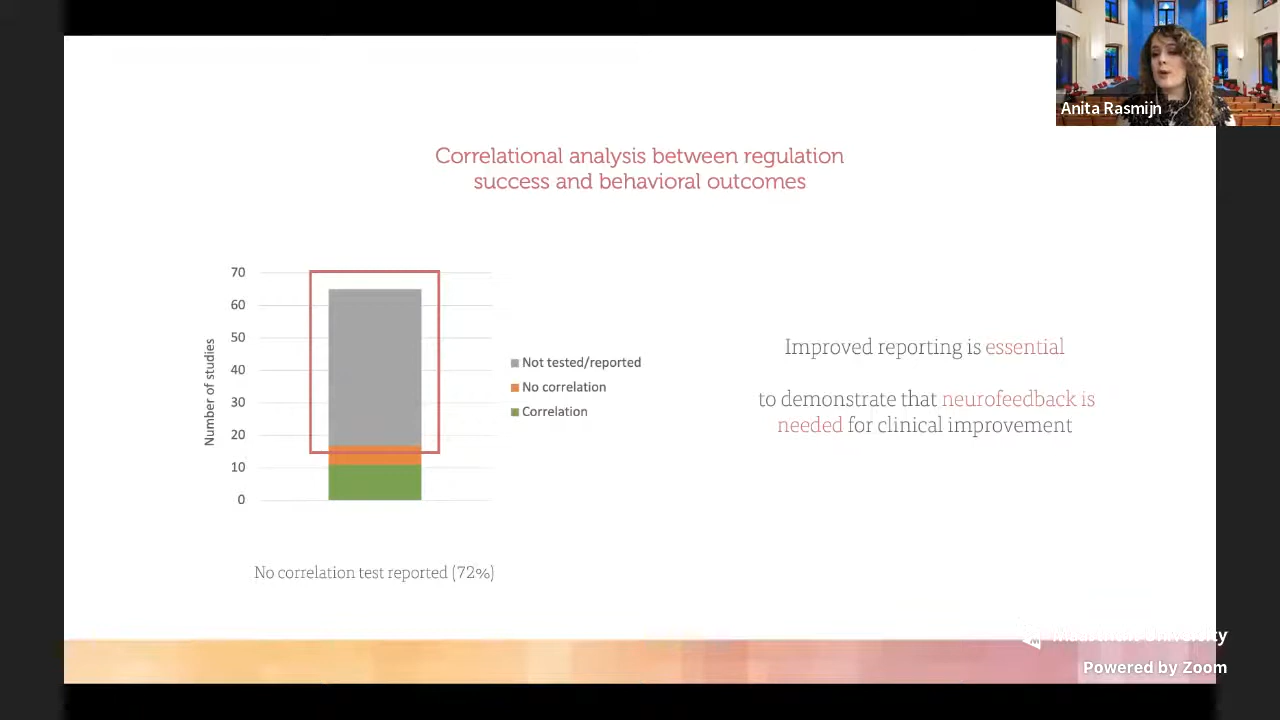 Anita Rasmijn
Correlational analysis between regulation
success and behavioral outcomes
70
60
50
40
30
20
10
0
Number of studies
Not tested/reported
No correlation
Correlation
Improved reporting is essential
to demonstrate that neurofeedback is
needed for clinical improvement
No correlation test reported (72%)
University
Powered by Zoom